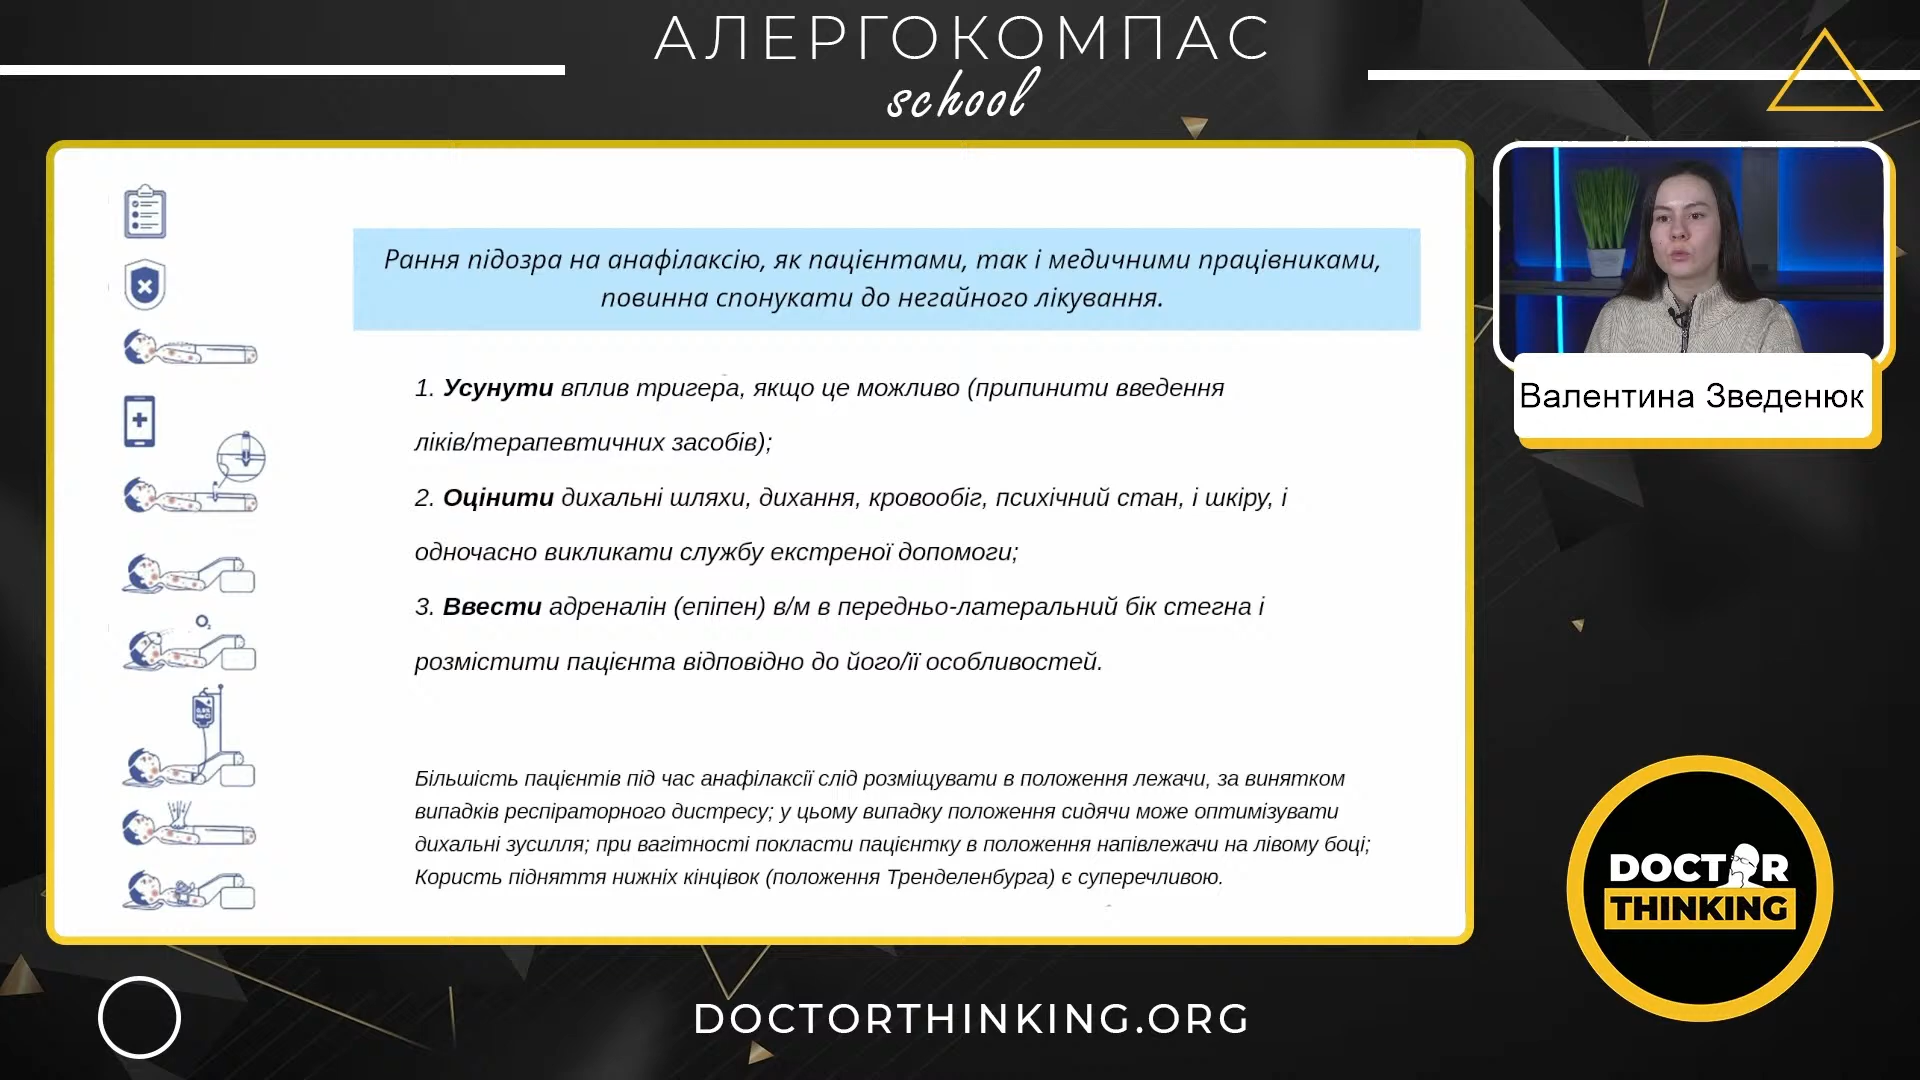 АЛЕРГОКОМПАС
school
Рання підозра на анафілаксію, як пацієнтами, так і медичними працівниками,
повинна спонукати до негайного лікування.
1. Усунути вплив тригера, якщо це можливо (припинити введення
ліків/терапевтичних засобів);
2. Оцінити дихальні шляхи, дихання, кровообіг, психічний стан, і шкіру, і
одночасно викликати службу екстреної допомоги;
3. Ввести адреналін (епіпен) в/м в передньо-латеральний бік стегна і
розмістити пацієнта відповідно до його/її особливостей.
Більшість пацієнтів під час анафілаксії слід розміщувати в положення лежачи, за винятком
випадків респіраторного дистресу; у цьому випадку положення сидячи може оптимізувати
дихальні зусилля; при вагітності покласти пацієнтку в положення напівлежачи на лівому боці;
Користь підняття нижніх кінцівок (положення Тренделенбурга) є суперечливою.
O2
0,9%
NaCl
Валентина Зведенюк
DOCTOR
THINKING
DOCTORTHINKING.ORG